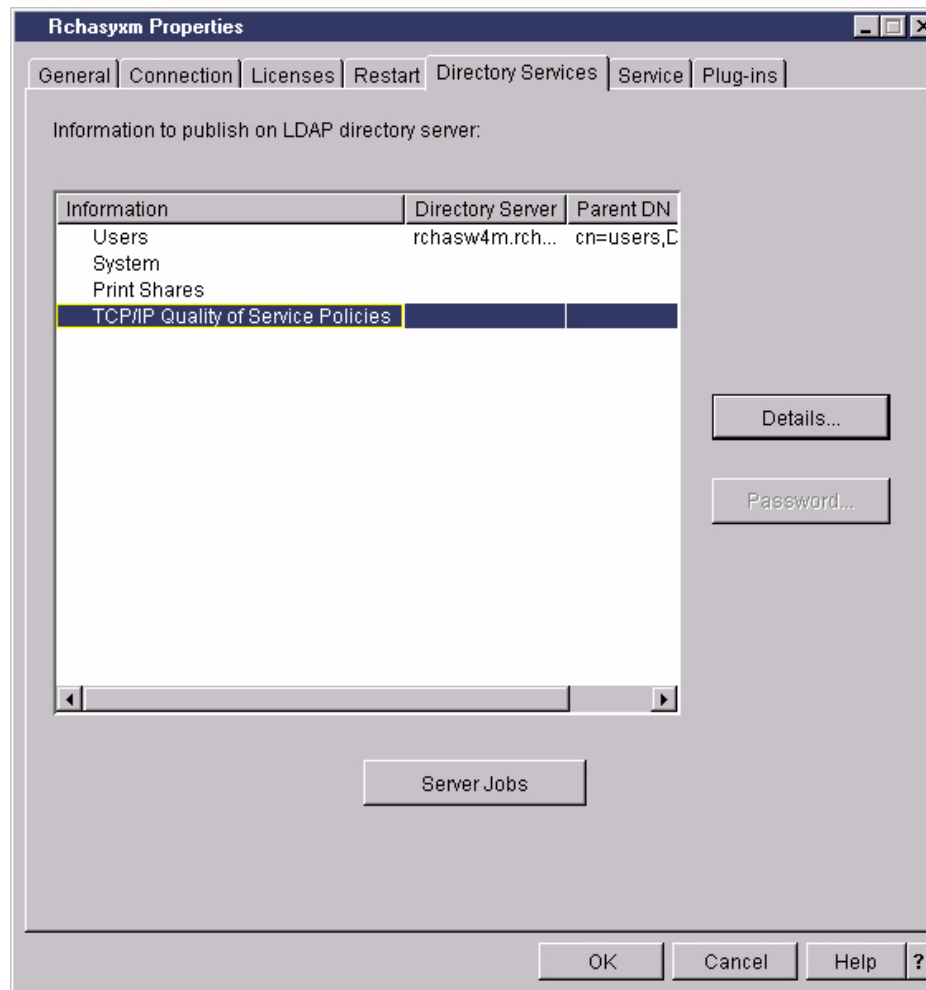 Rchasyxm Properties
General Connection Licenses Restart Directory Services Service Plug-ins
Information to publish on LDAP directory server:
Information Directory Server Parent DN
Users rchasw4m.rch... cn=users,D
System
Print Shares
TCP/IP Quality of Service Policies
Details...
Password...
Server Jobs
OK Cancel Help ?